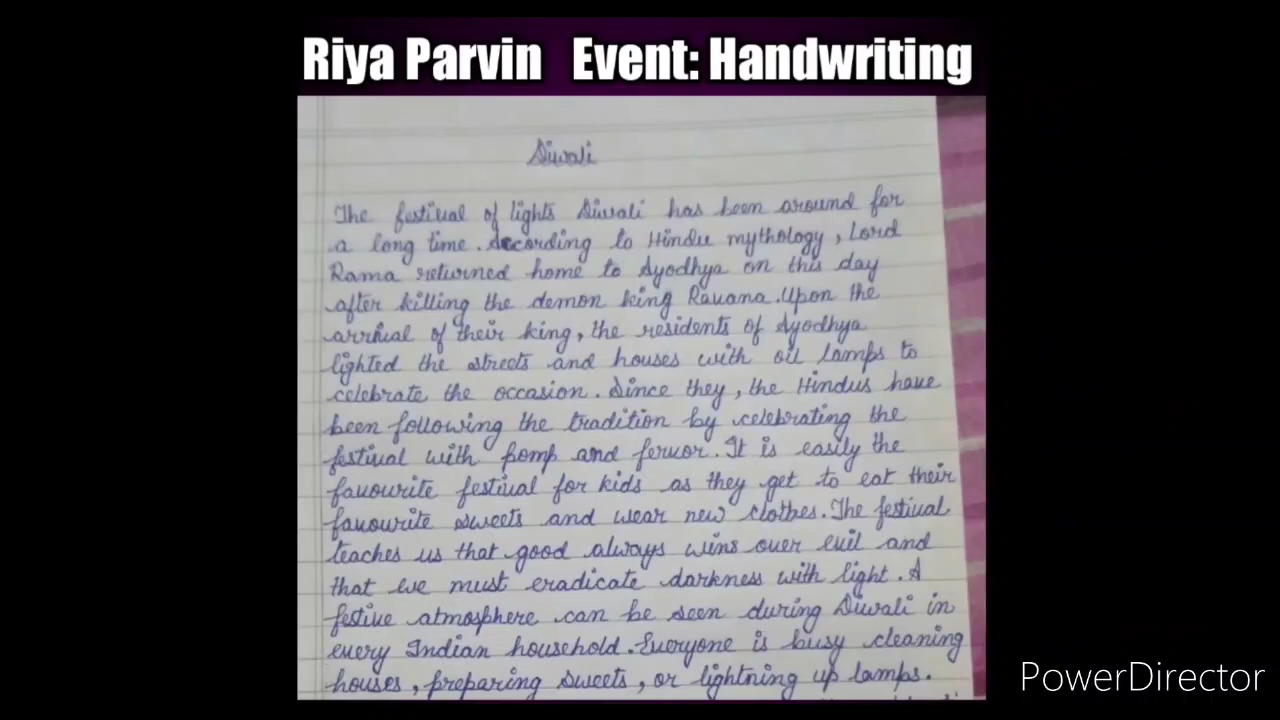 Riya Parvin Event: Handwriting
Diwali
The festival of lights Diwali has been around for
a long time. According to Hindu mythology, Lord
Rama returned home to Ayodhya on this day
after killing the demon king Ravana. Upon the
arrival of their king, the residents of Ayodhya
lighted the streets and houses with oil lamps to
celebrate the occasion. Since they, the Hindus have
been following the tradition by celebrating the
festival with pomp and fervor. It is easily the
favourite festival for kids as they get to eat their
favourite sweets and wear new clothes. The festival
teaches us that good always wins over evil and
that we must eradicate darkness with light. A
festive atmosphere can be seen during Diwali in
every Indian household. Everyone is busy cleaning
houses, preparing sweets, or lightning up lamps.
PowerDirector